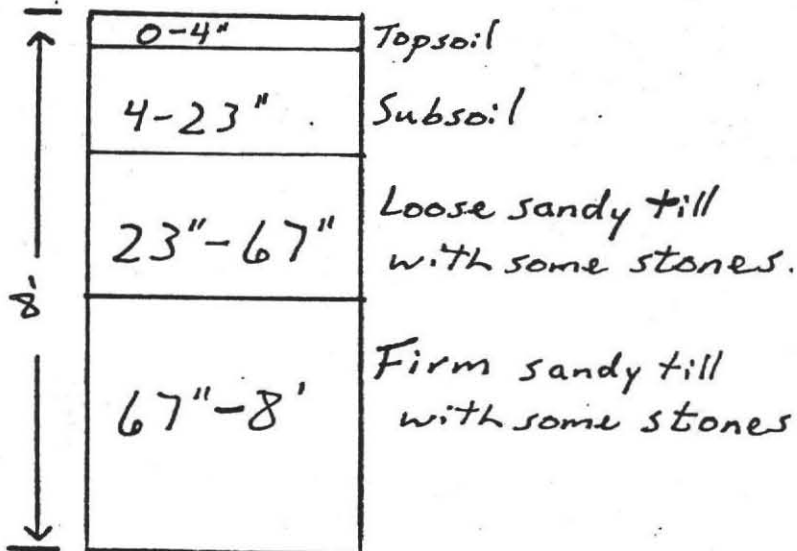 0-4" Topsoil
4-23" Subsoil
23"-67" Loose sandy till
with some stones.
8'
67"-8' Firm sandy till
with some stones